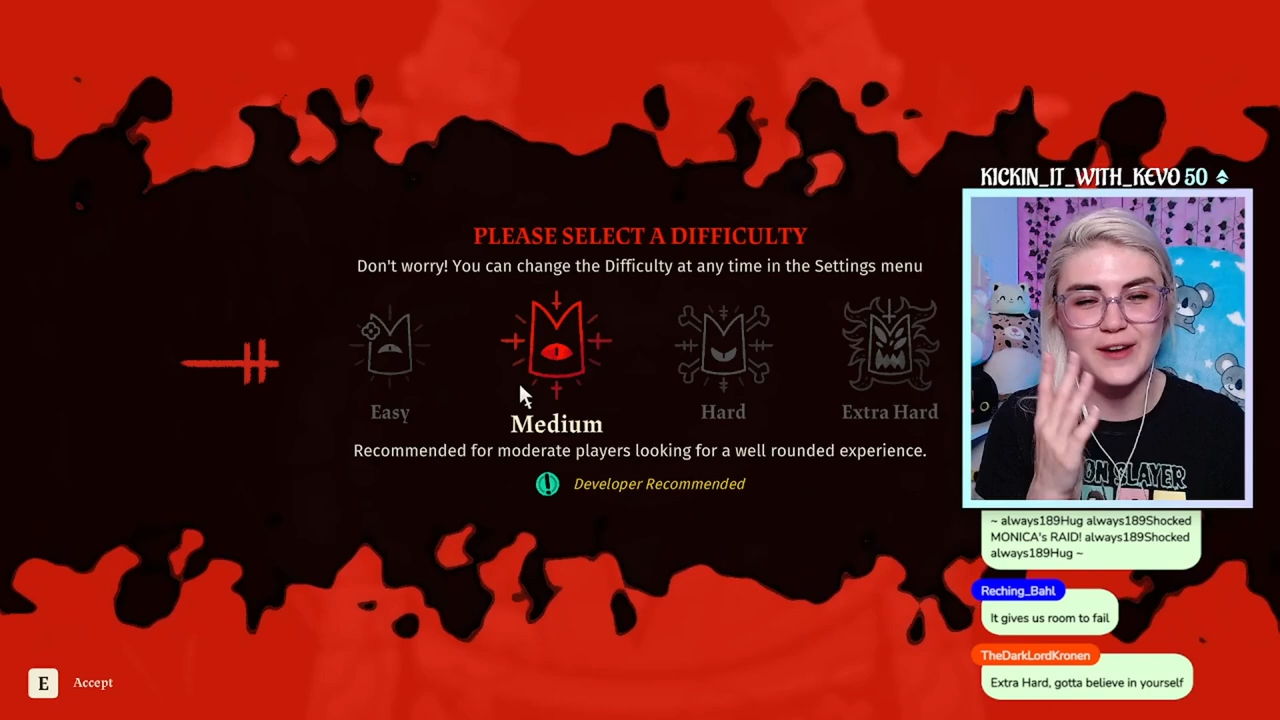 KICKIN_IT_WITH_KEVO 50
PLEASE SELECT A DIFFICULTY
Don't worry! You can change the Difficulty at any time in the Settings menu
Easy
Medium
Hard
Extra Hard
Recommended for moderate players looking for a well rounded experience.
Developer Recommended
SLAYER
~ always189Hug always189Shocked
MONICA's RAID! always189Shocked
always189Hug ~
Reching_Bahl
It gives us room to fail
TheDarkLordKronen
Extra Hard, gotta believe in yourself
E Accept